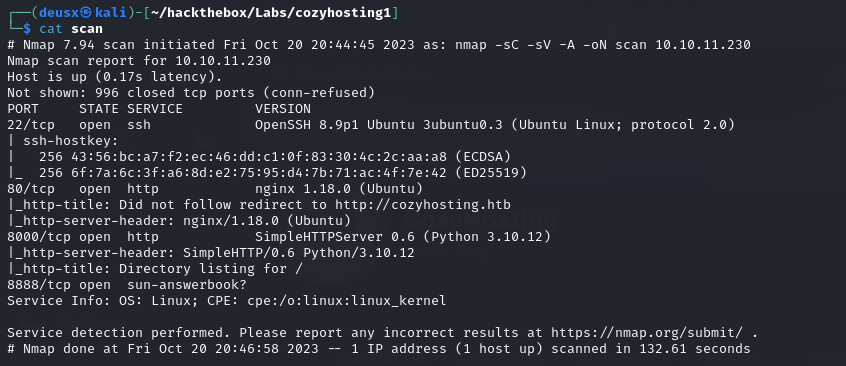 ┌──(deusx㉿kali)-[~/hackthebox/Labs/cozyhosting1]
└─$ cat scan
# Nmap 7.94 scan initiated Fri Oct 20 20:44:45 2023 as: nmap -sC -sV -A -oN scan 10.10.11.230
Nmap scan report for 10.10.11.230
Host is up (0.17s latency).
Not shown: 996 closed tcp ports (conn-refused)
PORT     STATE SERVICE         VERSION
22/tcp   open  ssh             OpenSSH 8.9p1 Ubuntu 3ubuntu0.3 (Ubuntu Linux; protocol 2.0)
| ssh-hostkey:
|   256 43:56:bc:a7:f2:ec:46:dd:c1:0f:83:30:4c:2c:aa:a8 (ECDSA)
|_  256 6f:7a:6c:3f:a6:8d:e2:75:95:d4:7b:71:ac:4f:7e:42 (ED25519)
80/tcp   open  http            nginx 1.18.0 (Ubuntu)
|_http-title: Did not follow redirect to http://cozyhosting.htb
|_http-server-header: nginx/1.18.0 (Ubuntu)
8000/tcp open  http            SimpleHTTPServer 0.6 (Python 3.10.12)
|_http-server-header: SimpleHTTP/0.6 Python/3.10.12
|_http-title: Directory listing for /
8888/tcp open  sun-answerbook?
Service Info: OS: Linux; CPE: cpe:/o:linux:linux_kernel

Service detection performed. Please report any incorrect results at https://nmap.org/submit/ .
# Nmap done at Fri Oct 20 20:46:58 2023 -- 1 IP address (1 host up) scanned in 132.61 seconds